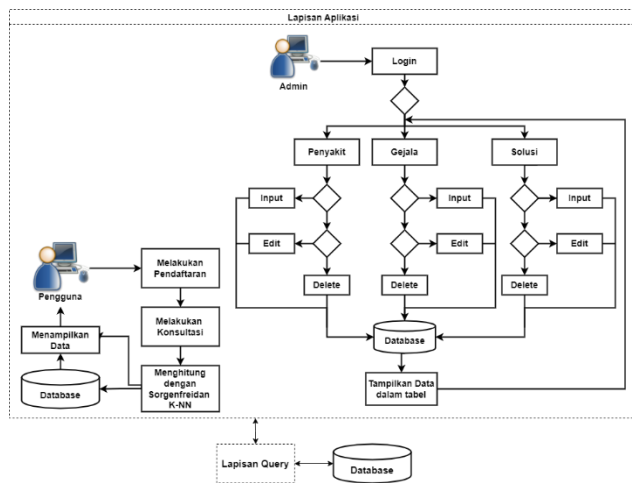 Lapisan Aplikasi
Admin
Login
Penyakit
Gejala
Solusi
Input
Input
Input
Edit
Edit
Edit
Delete
Delete
Delete
Database
Tampilkan Data
dalam tabel
Pengguna
Melakukan
Pendaftaran
Melakukan
Konsultasi
Menghitung
dengan
Sorgenfreidan
K-NN
Menampilkan
Data
Database
Lapisan Query
Database